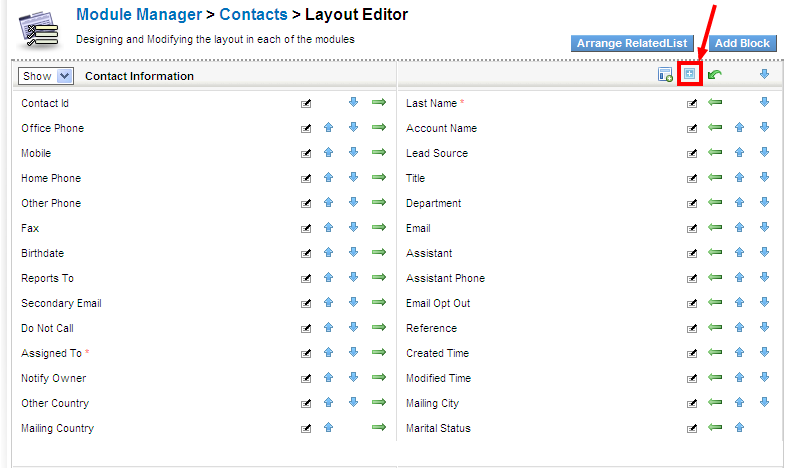 Module Manager > Contacts > Layout Editor
Designing and Modifying the layout in each of the modules
Arrange RelatedList Add Block
Show Contact Information
Contact Id Last Name *
Office Phone Account Name
Mobile Lead Source
Home Phone Title
Other Phone Department
Fax Email
Birthdate Assistant
Reports To Assistant Phone
Secondary Email Email Opt Out
Do Not Call Reference
Assigned To * Created Time
Notify Owner Modified Time
Other Country Mailing City
Mailing Country Marital Status